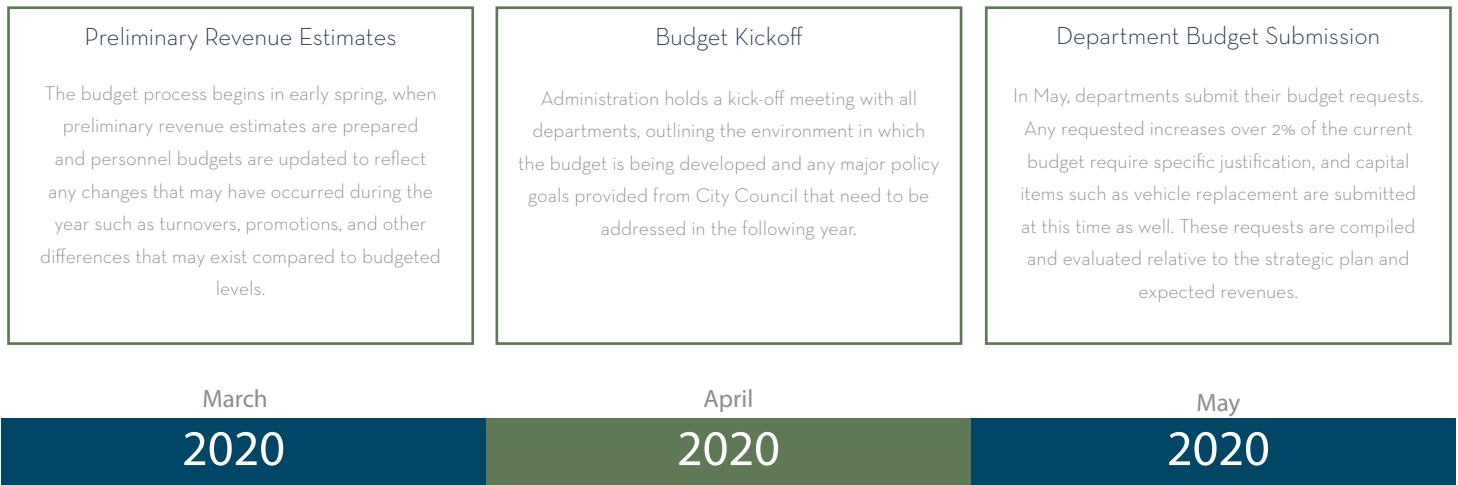 Preliminary Revenue Estimates
The budget process begins in early spring, when
preliminary revenue estimates are prepared
and personnel budgets are updated to reflect
any changes that may have occurred during the
year such as turnovers, promotions, and other
differences that may exist compared to budgeted
levels.
Budget Kickoff
Administration holds a kick-off meeting with all
departments, outlining the environment in which
the budget is being developed and any major policy
goals provided from City Council that need to be
addressed in the following year.
Department Budget Submission
In May, departments submit their budget requests.
Any requested increases over 2% of the current
budget require specific justification, and capital
items such as vehicle replacement are submitted
at this time as well. These requests are compiled
and evaluated relative to the strategic plan and
expected revenues.
March
2020
April
2020
May
2020